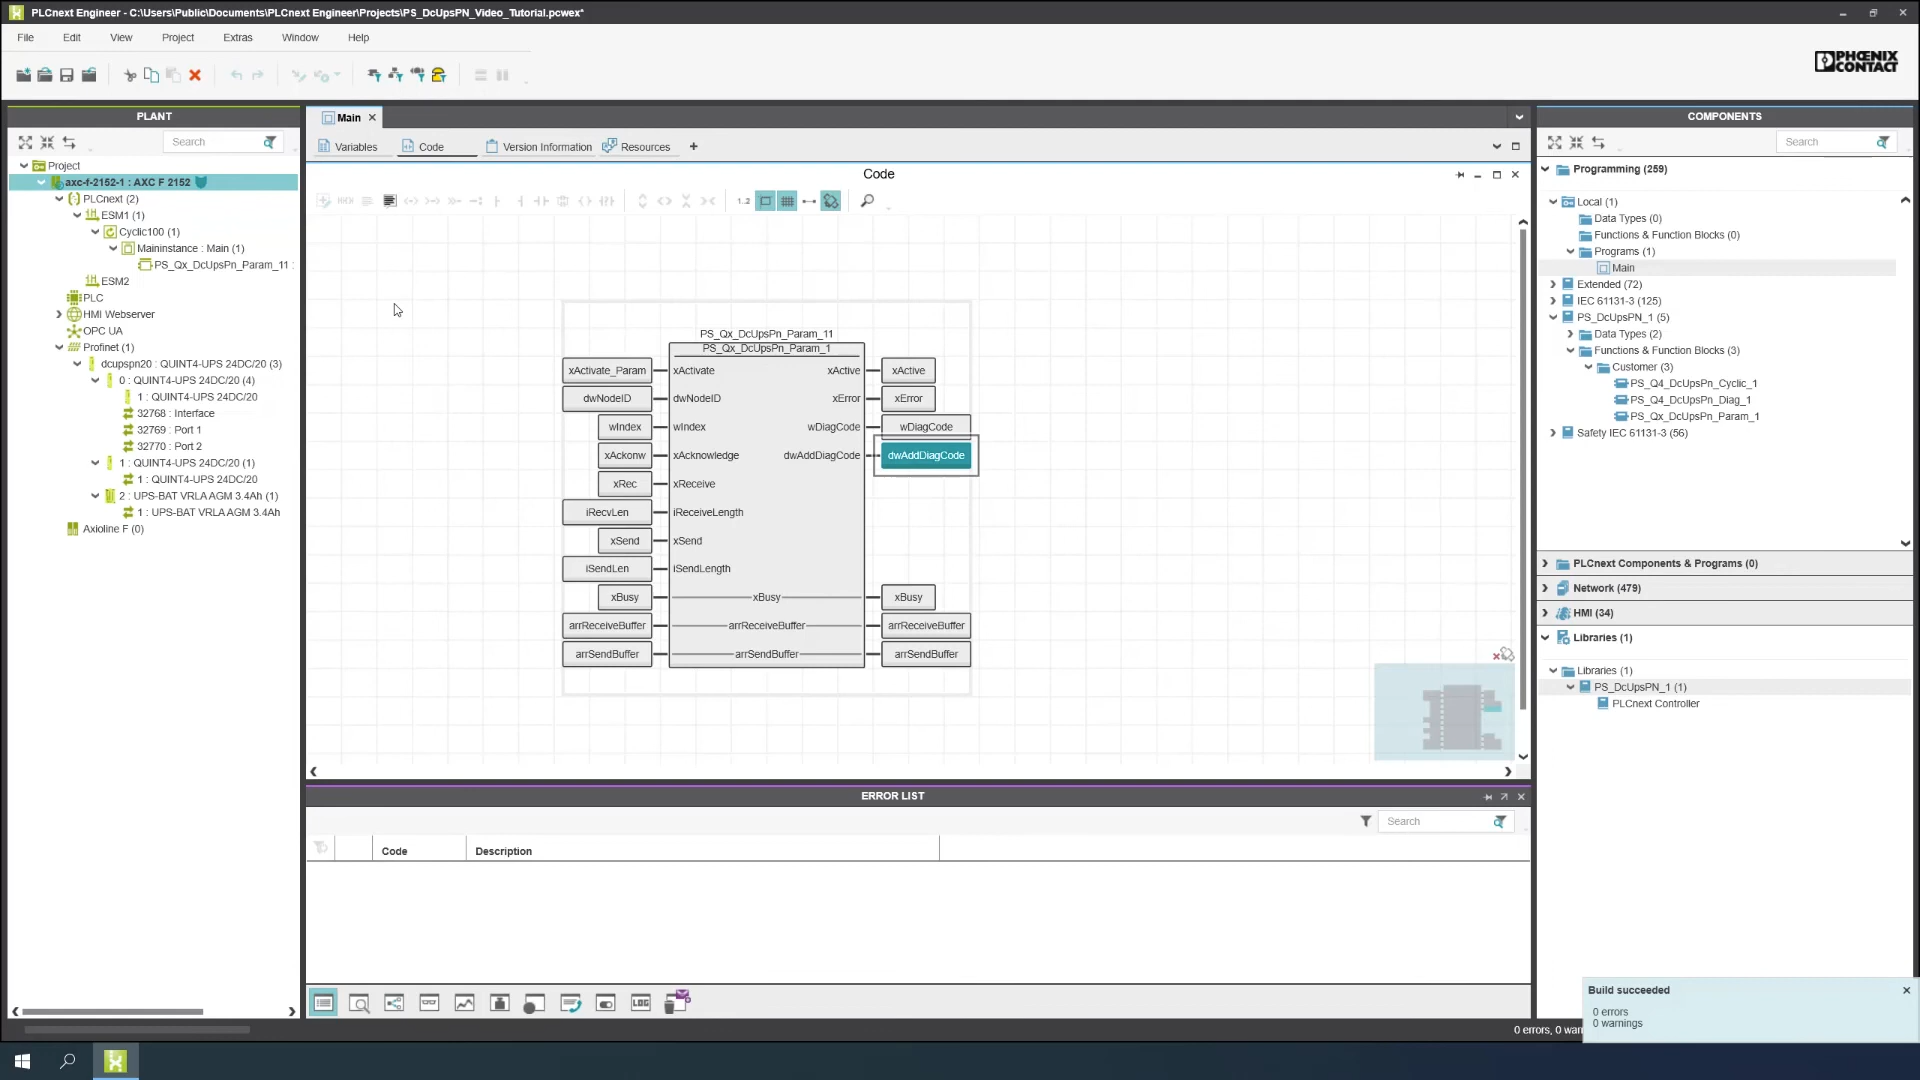 PLCnext Engineer - C:\Users\Public\Documents\PLCnext Engineer\Projects\PS_DcUpsPN_Video_Tutorial.pcwex*
File Edit View Project Extras Window Help
PHŒNIX
CONTACT
PLANT
Search
Project
axc-f-2152-1 : AXC F 2152
PLCnext (2)
ESM1 (1)
Cyclic100 (1)
Maininstance : Main (1)
PS_Qx_DcUpsPn_Param_11 :
ESM2
PLC
HMI Webserver
OPC UA
Profinet (1)
dcupspn20 : QUINT4-UPS 24DC/20 (3)
0 : QUINT4-UPS 24DC/20 (4)
1 : QUINT4-UPS 24DC/20
32768 : Interface
32769 : Port 1
32770 : Port 2
1 : QUINT4-UPS 24DC/20 (1)
1 : QUINT4-UPS 24DC/20
2 : UPS-BAT VRLA AGM 3.4Ah (1)
1 : UPS-BAT VRLA AGM 3.4Ah
Axioline F (0)
Main
Variables Code Version Information Resources +
Code
1..2
PS_Qx_DcUpsPn_Param_11
PS_Qx_DcUpsPn_Param_1
xActivate_Param xActivate xActive xActive
dwNodeID dwNodeID xError xError
wIndex wIndex wDiagCode wDiagCode
xAckonw xAcknowledge dwAddDiagCode dwAddDiagCode
xRec xReceive
iRecvLen iReceiveLength
xSend xSend
iSendLen iSendLength
xBusy xBusy xBusy
arrReceiveBuffer arrReceiveBuffer arrReceiveBuffer
arrSendBuffer arrSendBuffer arrSendBuffer
ERROR LIST
Search
Code Description
LOG
COMPONENTS
Search
Programming (259)
Local (1)
Data Types (0)
Functions & Function Blocks (0)
Programs (1)
Main
Extended (72)
IEC 61131-3 (125)
PS_DcUpsPN_1 (5)
Data Types (2)
Functions & Function Blocks (3)
Customer (3)
PS_Q4_DcUpsPn_Cyclic_1
PS_Q4_DcUpsPn_Diag_1
PS_Qx_DcUpsPn_Param_1
Safety IEC 61131-3 (56)
PLCnext Components & Programs (0)
Network (479)
HMI (34)
Libraries (1)
Libraries (1)
PS_DcUpsPN_1 (1)
PLCnext Controller
Build succeeded
0 errors
0 warnings
0 errors, 0 war